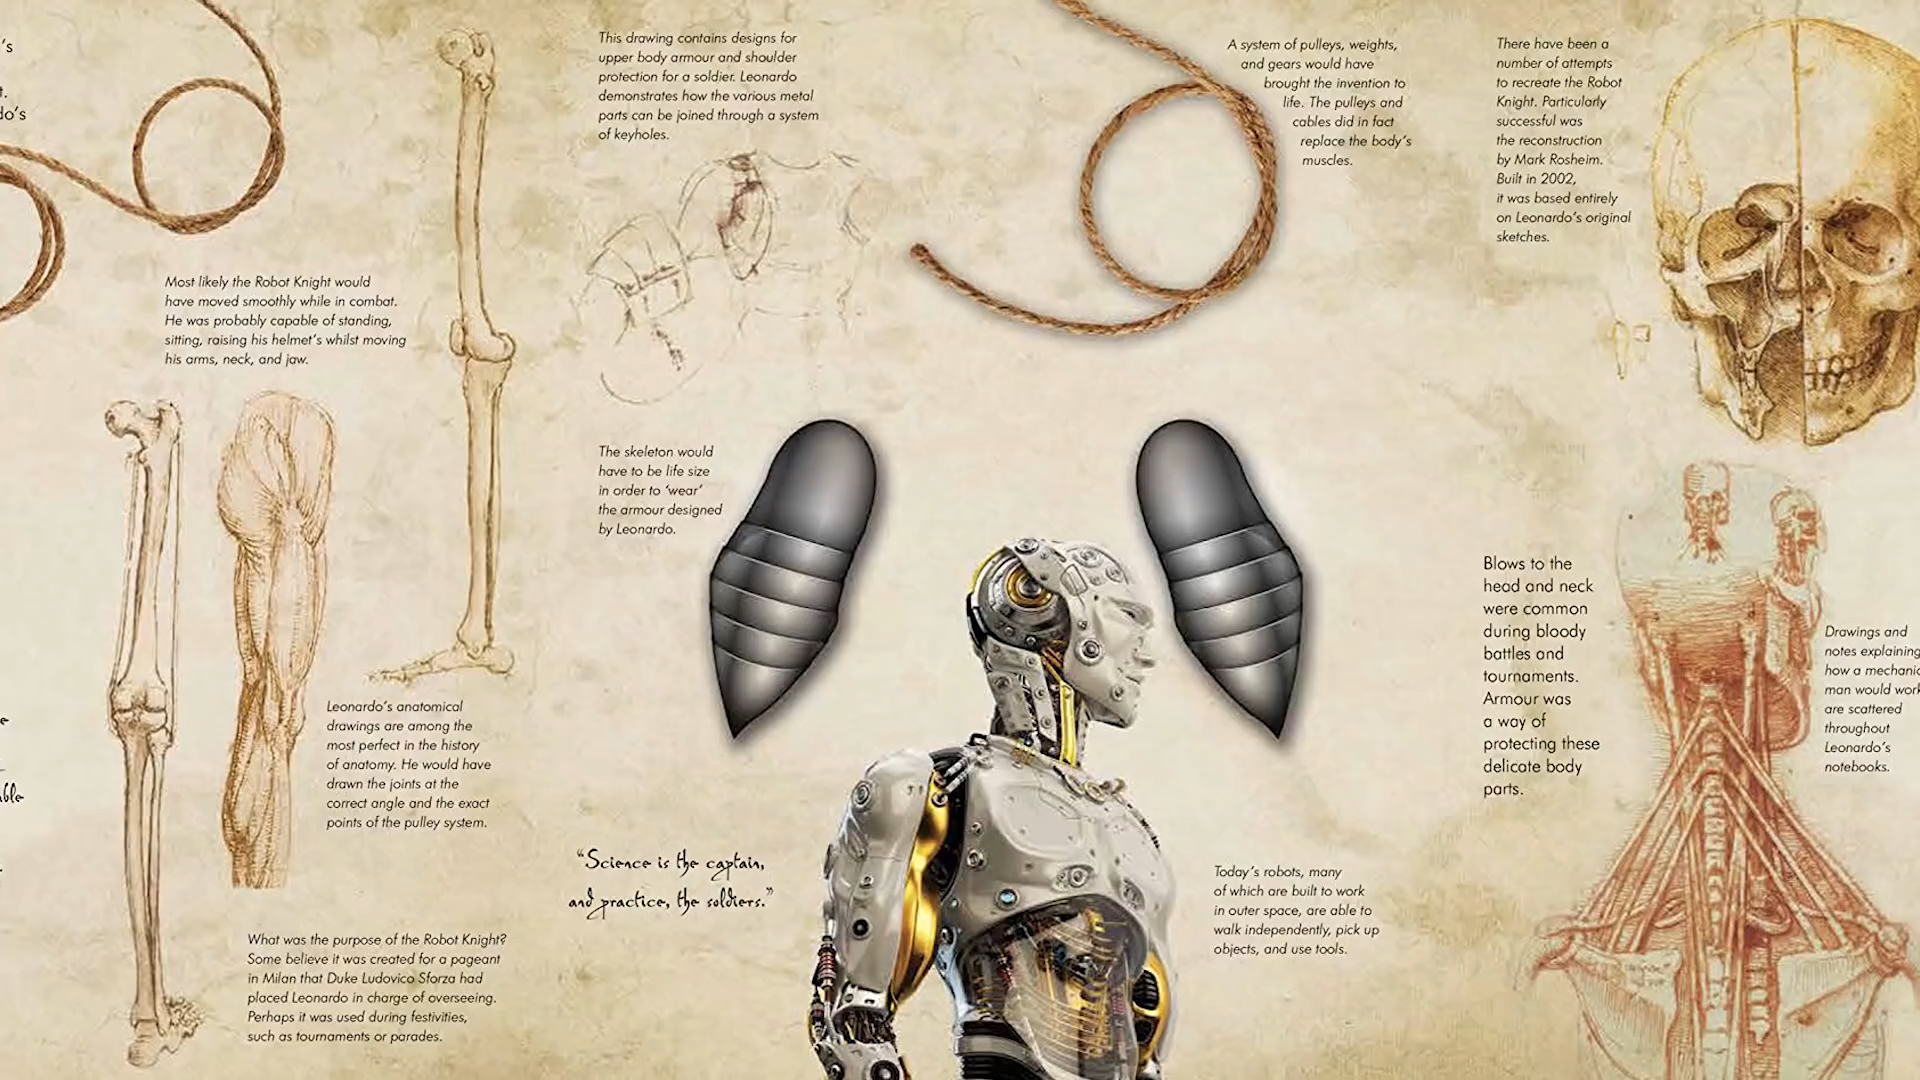 's
t.
do's
This drawing contains designs for
upper body armour and shoulder
protection for a soldier. Leonardo
demonstrates how the various metal
parts can be joined through a system
of keyholes.
A system of pulleys, weights,
and gears would have
brought the invention to
life. The pulleys and
cables did in fact
replace the body's
muscles.
There have been a
number of attempts
to recreate the Robot
Knight. Particularly
successful was
the reconstruction
by Mark Rosheim.
Built in 2002,
it was based entirely
on Leonardo's original
sketches.
Most likely the Robot Knight would
have moved smoothly while in combat.
He was probably capable of standing,
sitting, raising his helmet's whilst moving
his arms, neck, and jaw.
The skeleton would
have to be life size
in order to 'wear'
the armour designed
by Leonardo.
Blows to the
head and neck
were common
during bloody
battles and
tournaments.
Armour was
a way of
protecting these
delicate body
parts.
Drawings and
notes explaining
how a mechanic
man would work
are scattered
throughout
Leonardo's
notebooks.
Leonardo's anatomical
drawings are among the
most perfect in the history
of anatomy. He would have
drawn the joints at the
correct angle and the exact
points of the pulley system.
"Science is the captain,
and practice, the soldiers."
Today's robots, many
of which are built to work
in outer space, are able to
walk independently, pick up
objects, and use tools.
What was the purpose of the Robot Knight?
Some believe it was created for a pageant
in Milan that Duke Ludovico Sforza had
placed Leonardo in charge of overseeing.
Perhaps it was used during festivities,
such as tournaments or parades.